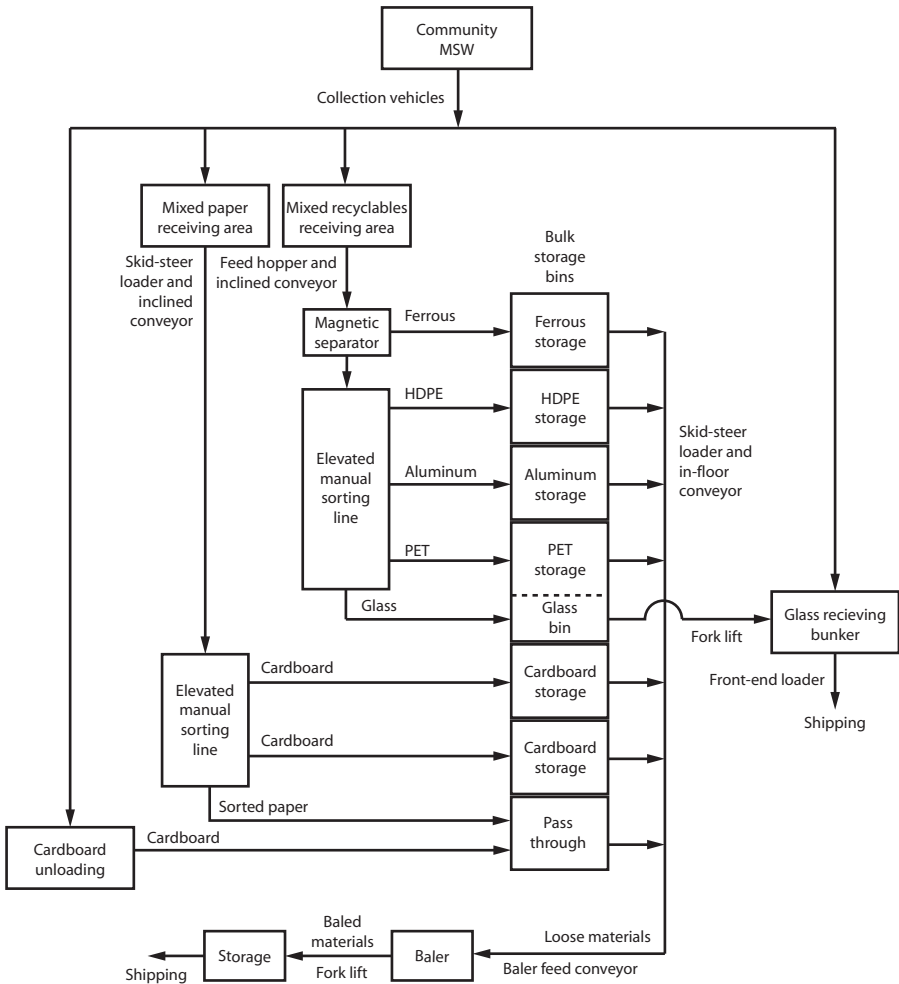 Community
MSW
Collection vehicles
Mixed paper
receiving area
Mixed recyclables
receiving area
Skid-steer
loader and
inclined
conveyor
Feed hopper and
inclined conveyor
Bulk
storage
bins
Magnetic
separator
Ferrous
Ferrous
storage
HDPE
HDPE
storage
Elevated
manual
sorting
line
Aluminum
Aluminum
storage
Skid-steer
loader and
in-floor
conveyor
PET
PET
storage
Glass
Glass
bin
Fork lift
Glass recieving
bunker
Front-end loader
Shipping
Elevated
manual
sorting
line
Cardboard
Cardboard
storage
Cardboard
Cardboard
storage
Sorted paper
Pass
through
Cardboard
unloading
Cardboard
Loose materials
Baler feed conveyor
Baler
Baled
materials
Fork lift
Storage
Shipping